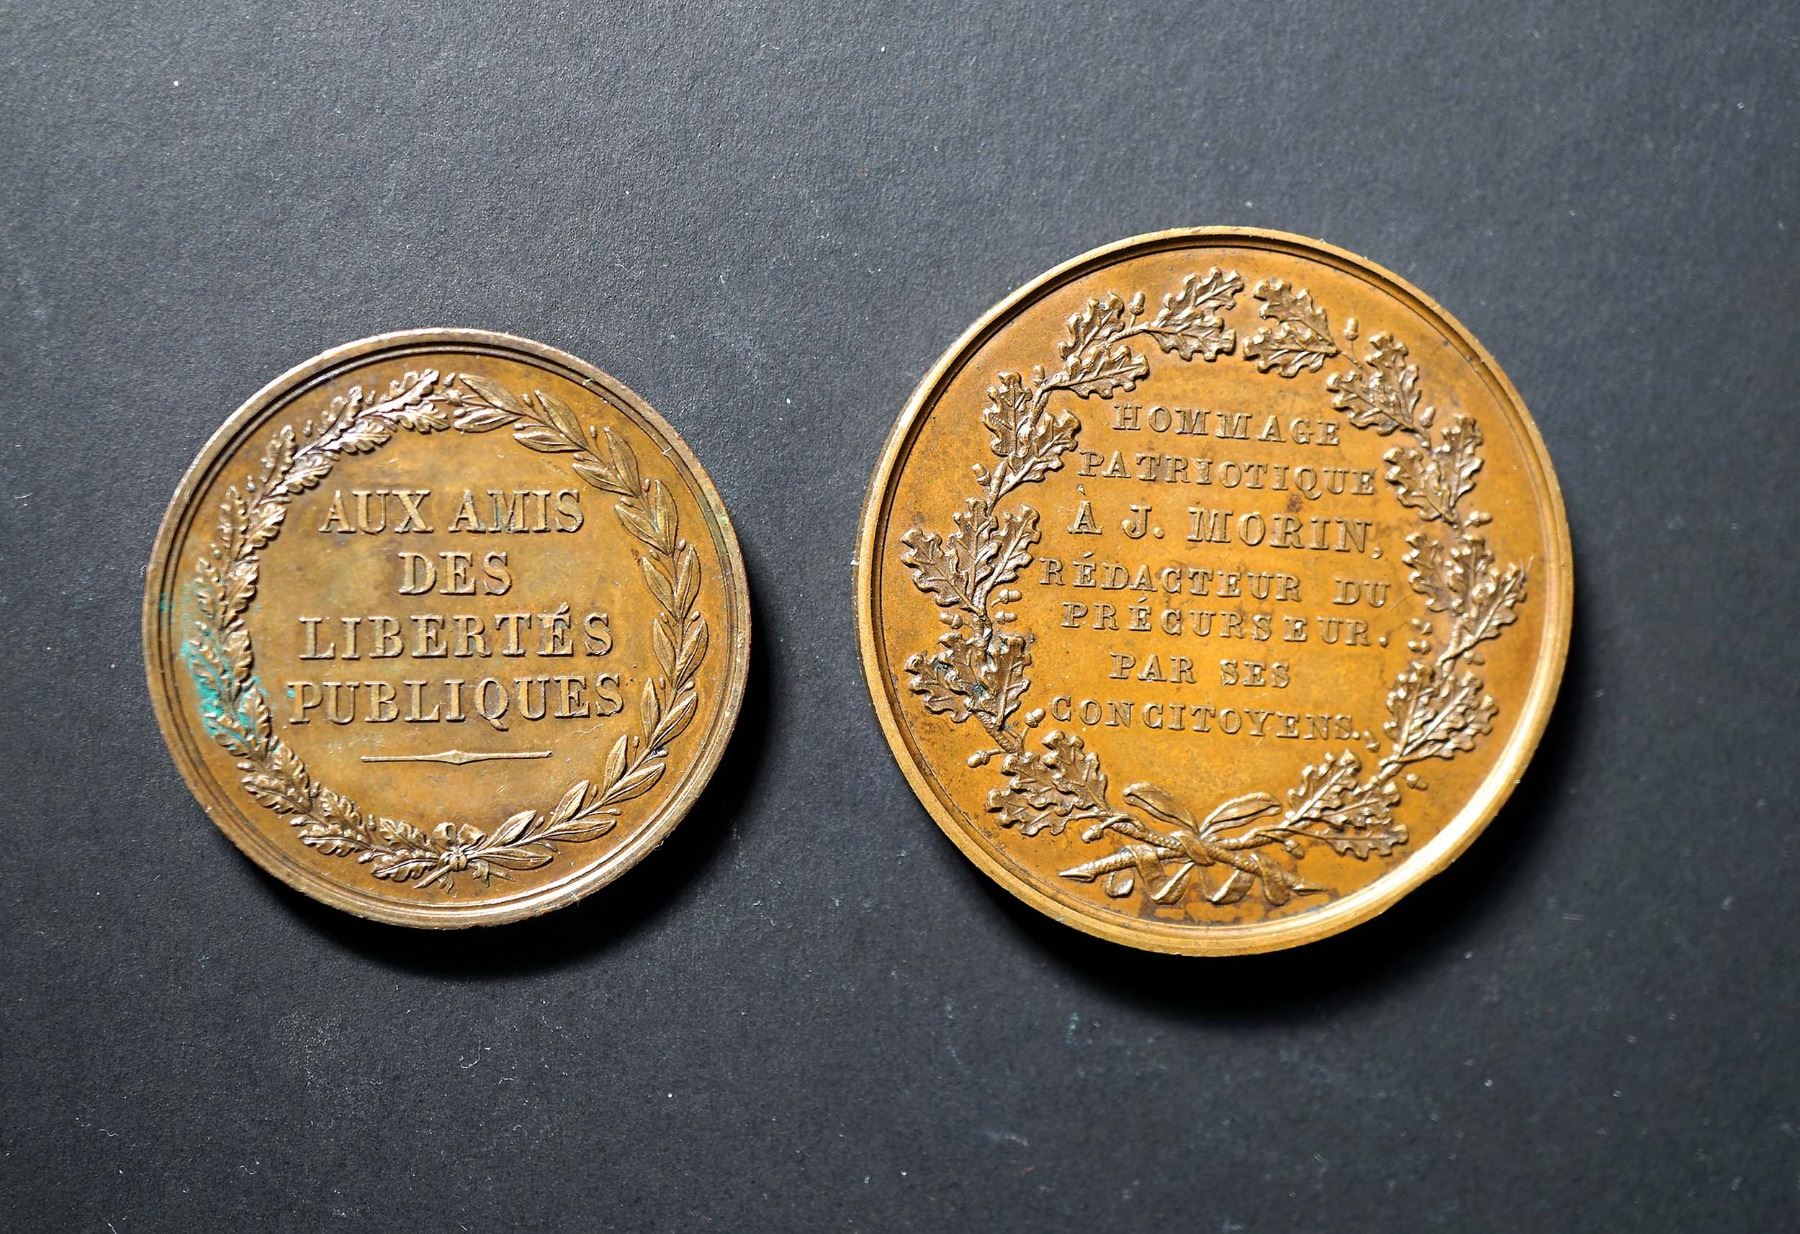 AUX AMIS
DES
LIBERTÉS
PUBLIQUES
HOMMAGE
PATRIOTIQUE
À J. MORIN,
RÉDACTEUR DU
PRÉCURSEUR.
PAR SES
CONCITOYENS.